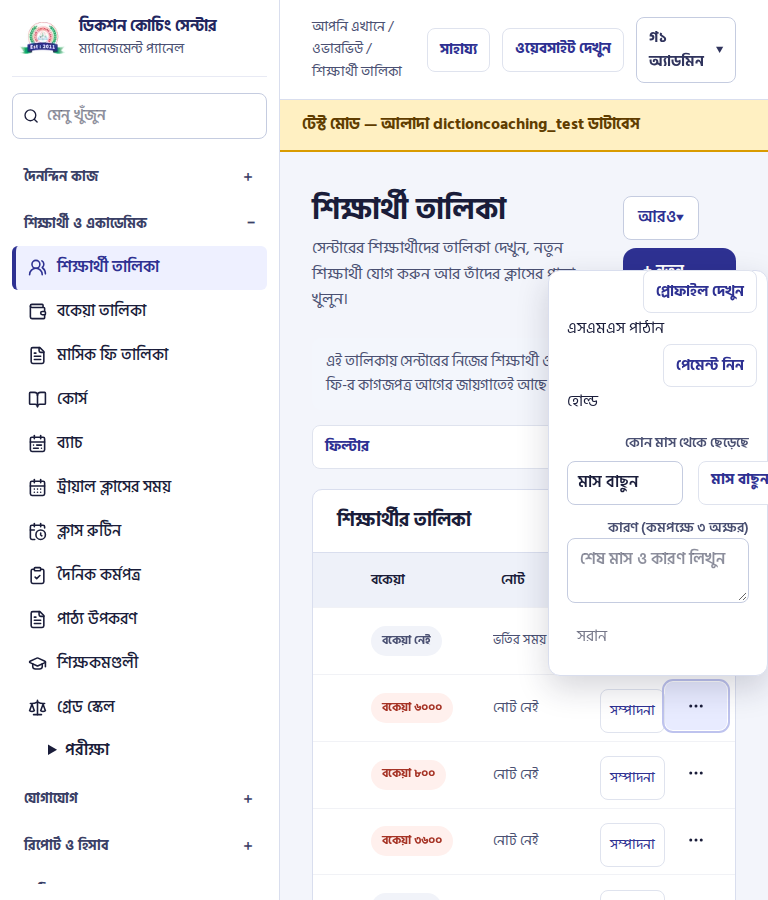 ডিকশন কোচিং সেন্টার
ম্যানেজমেন্ট প্যানেল
Est : 2011
মেনু খুঁজুন
দৈনন্দিন কাজ +
শিক্ষার্থী ও একাডেমিক −
শিক্ষার্থী তালিকা
বকেয়া তালিকা
মাসিক ফি তালিকা
কোর্স
ব্যাচ
ট্রায়াল ক্লাসের সময়
ক্লাস রুটিন
দৈনিক কর্মপত্র
পাঠ্য উপকরণ
শিক্ষকমণ্ডলী
গ্রেড স্কেল
▶ পরীক্ষা
যোগাযোগ +
রিপোর্ট ও হিসাব +
আপনি এখানে /
ওভারভিউ /
শিক্ষার্থী তালিকা
সাহায্য
ওয়েবসাইট দেখুন
গ১
অ্যাডমিন ▼
টেস্ট মোড — আলাদা dictioncoaching_test ডাটাবেস
শিক্ষার্থী তালিকা
আরও▾
সেন্টারের শিক্ষার্থীদের তালিকা দেখুন, নতুন
শিক্ষার্থী যোগ করুন আর তাঁদের ক্লাসের
খুলুন।
এই তালিকায় সেন্টারের নিজের শিক্ষার্থী ও
ফি-র কাগজপত্র আগের জায়গাতেই আছে
ফিল্টার
শিক্ষার্থীর তালিকা
বকেয়া নোট
বকেয়া নেই ভর্তির সময়
বকেয়া ৬০০০ নোট নেই সম্পাদনা ...
বকেয়া ৮০০ নোট নেই সম্পাদনা ...
বকেয়া ৩৬০০ নোট নেই সম্পাদনা ...
প্রোফাইল দেখুন
এসএমএস পাঠান
পেমেন্ট নিন
হোল্ড
কোন মাস থেকে ছেড়েছে
মাস বাছুন মাস বাছুন
কারণ (কমপক্ষে ৩ অক্ষর)
শেষ মাস ও কারণ লিখুন
সরান